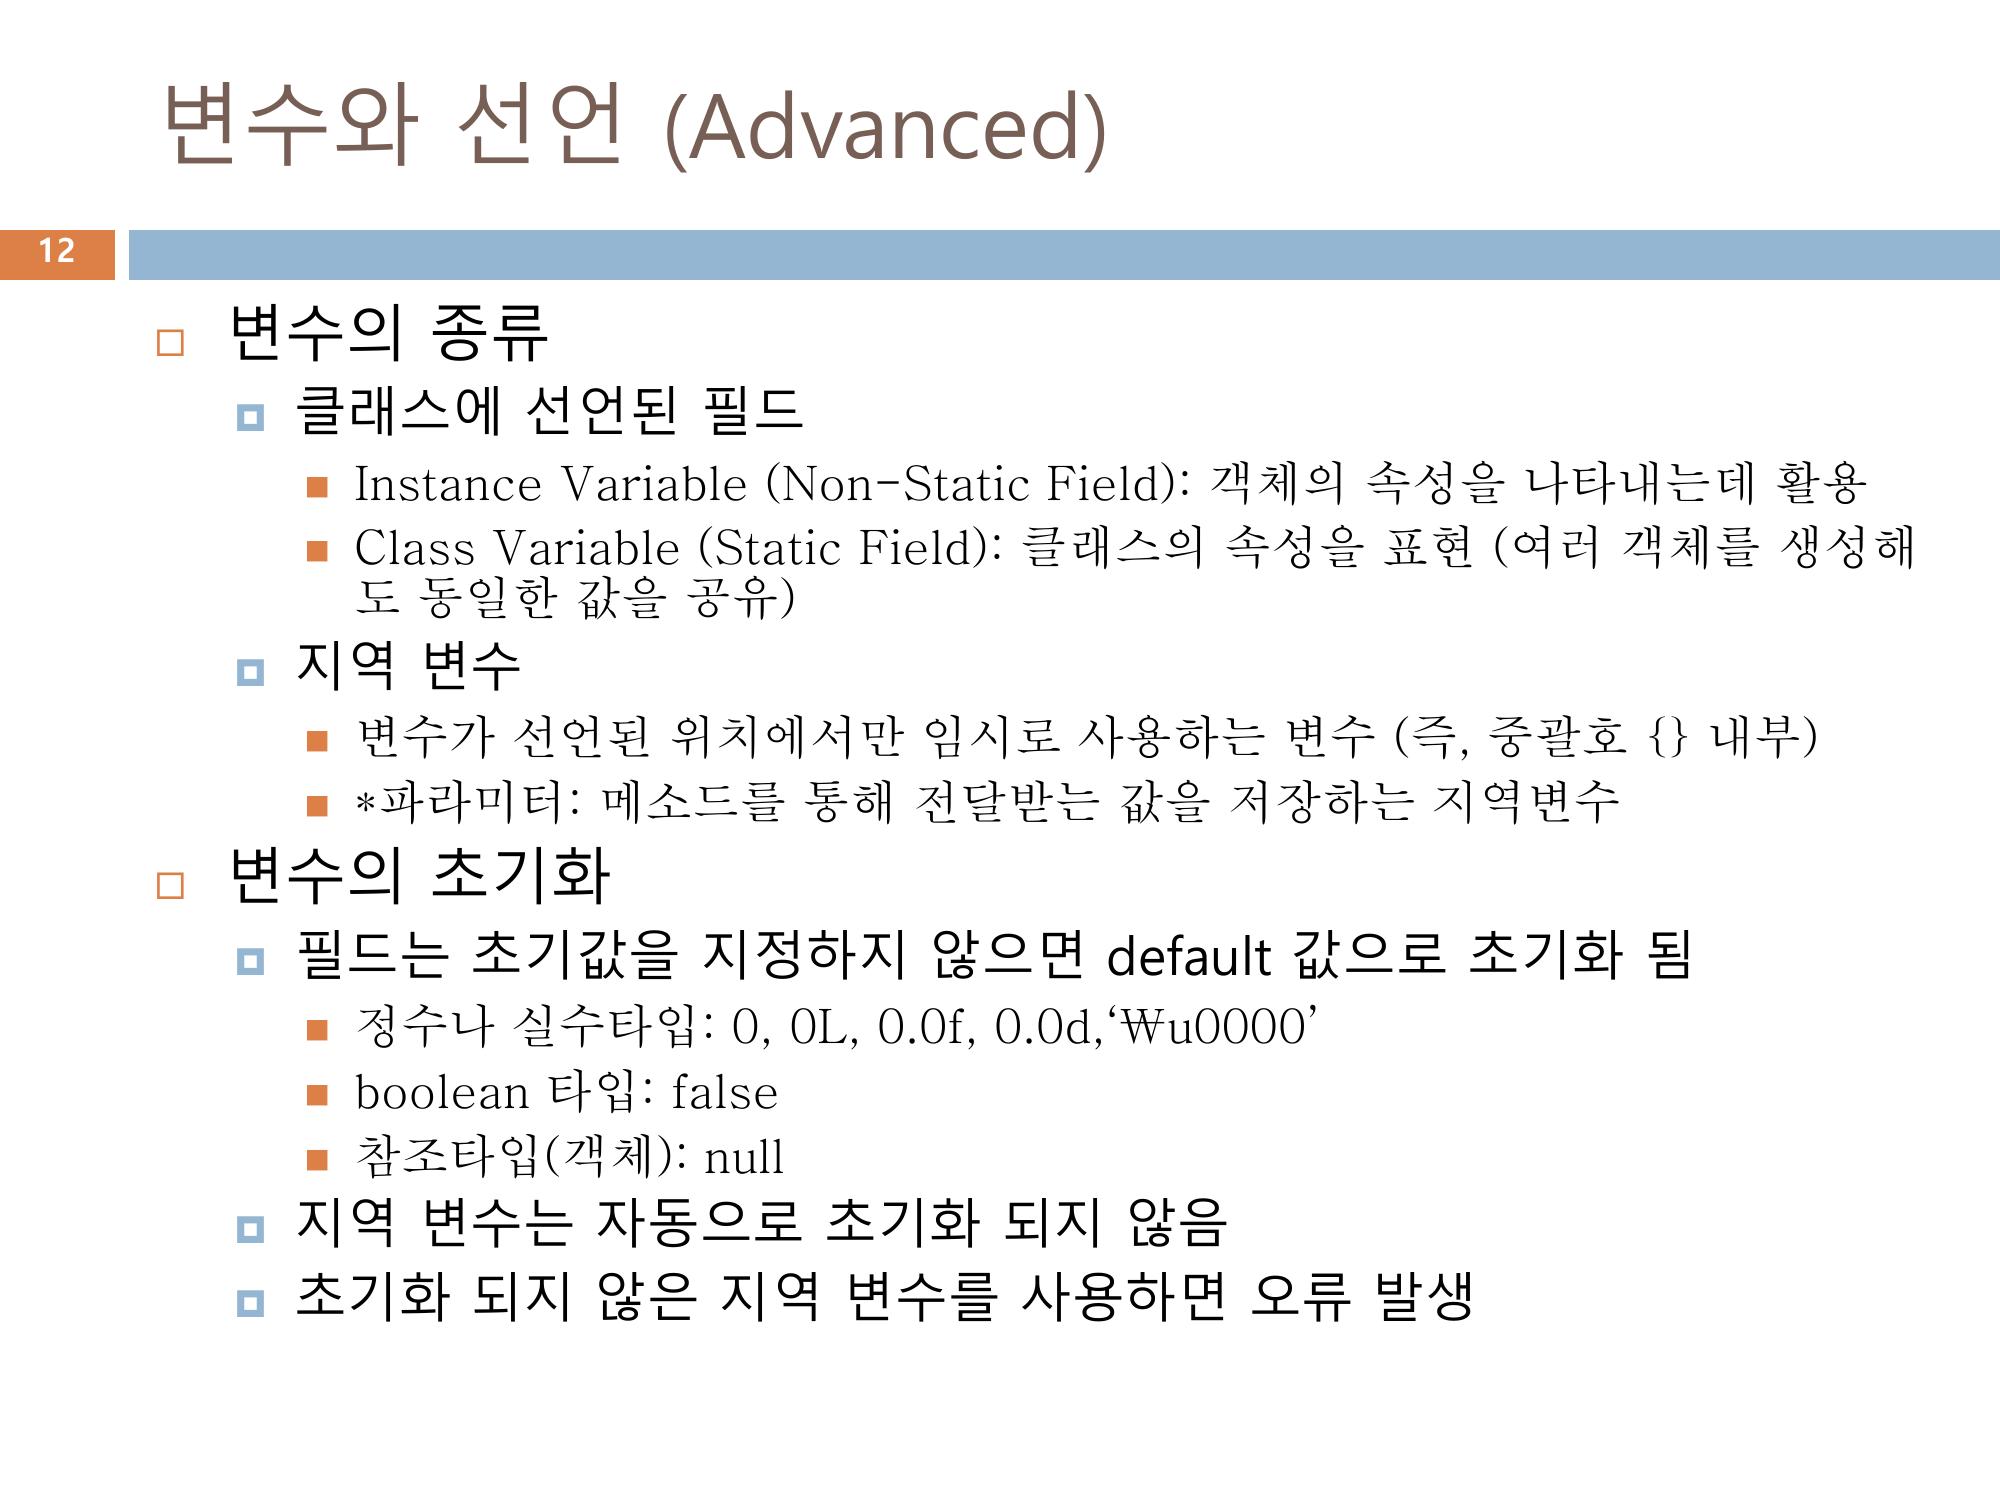 변수와 선언 (Advanced)
12
변수의 종류
클래스에 선언된 필드
Instance Variable (Non-Static Field): 객체의 속성을 나타내는데 활용
Class Variable (Static Field): 클래스의 속성을 표현 (여러 객체를 생성해
도 동일한 값을 공유)
지역 변수
변수가 선언된 위치에서만 임시로 사용하는 변수 (즉, 중괄호 {} 내부)
*파라미터: 메소드를 통해 전달받는 값을 저장하는 지역변수
변수의 초기화
필드는 초기값을 지정하지 않으면 default 값으로 초기화 됨
정수나 실수타입: 0, 0L, 0.0f, 0.0d,‘₩u0000’
boolean 타입: false
참조타입(객체): null
지역 변수는 자동으로 초기화 되지 않음
초기화 되지 않은 지역 변수를 사용하면 오류 발생